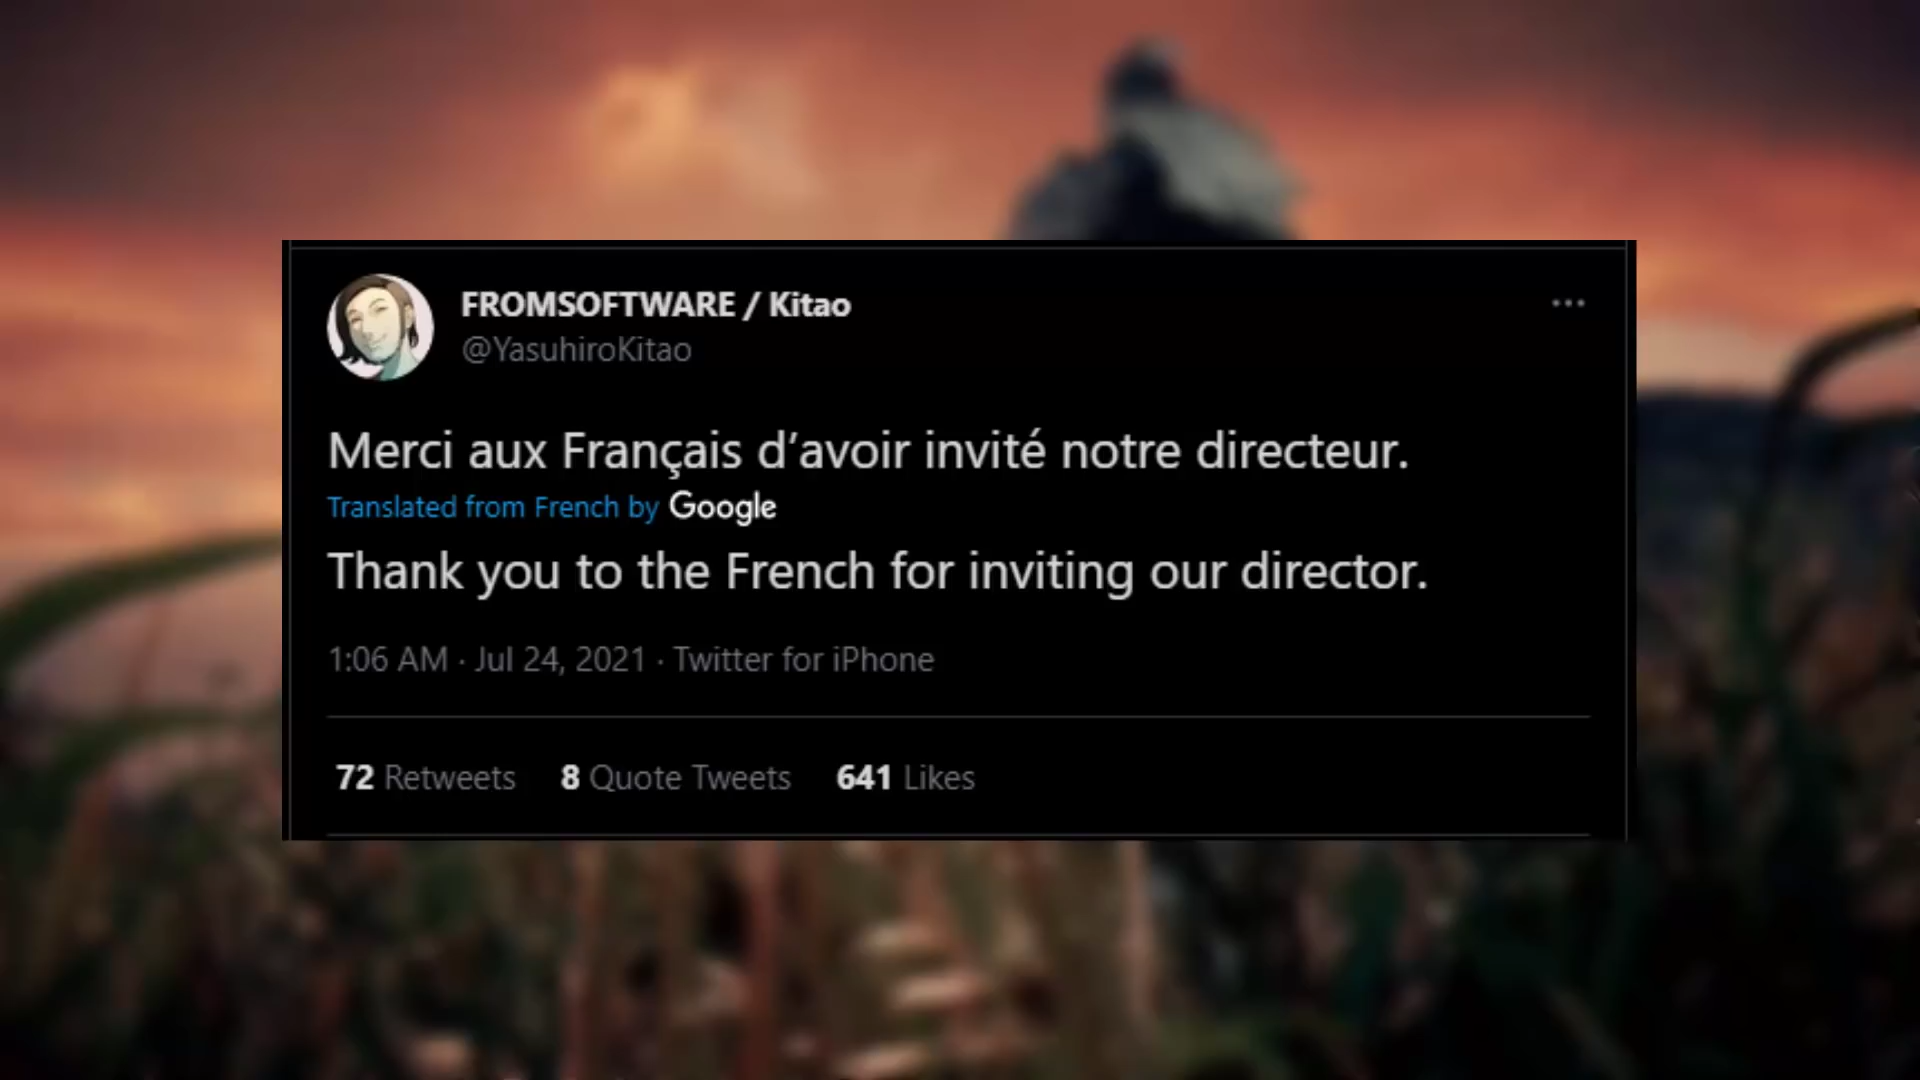 FROMSOFTWARE / Kitao
@YasuhiroKitao
Merci aux Français d’avoir invité notre directeur.
Translated from French by Google
Thank you to the French for inviting our director.
1:06 AM · Jul 24, 2021 · Twitter for iPhone
72 Retweets 8 Quote Tweets 641 Likes